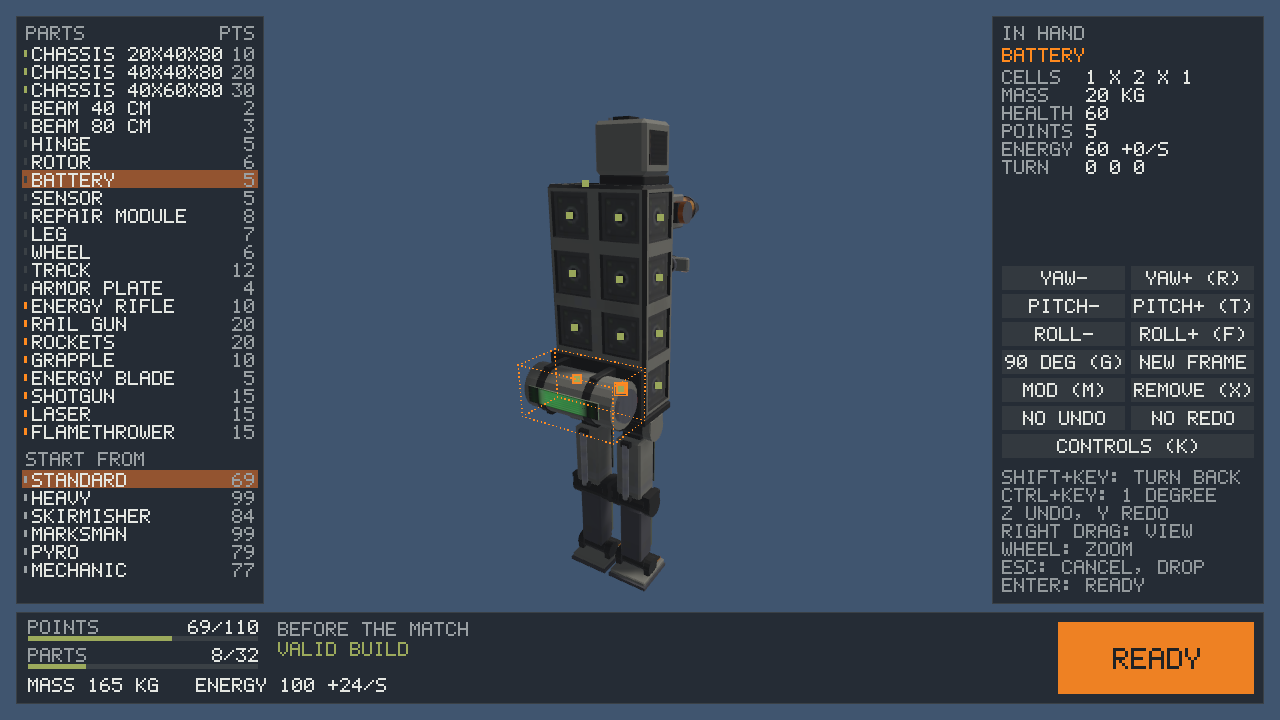 PARTS PTS
CHASSIS 20X40X80 10
CHASSIS 40X40X80 20
CHASSIS 40X60X80 30
BEAM 40 CM 2
BEAM 80 CM 3
HINGE 5
ROTOR 6
BATTERY 5
SENSOR 5
REPAIR MODULE 8
LEG 7
WHEEL 6
TRACK 12
ARMOR PLATE 4
ENERGY RIFLE 10
RAIL GUN 20
ROCKETS 20
GRAPPLE 10
ENERGY BLADE 5
SHOTGUN 15
LASER 15
FLAMETHROWER 15
START FROM
STANDARD 69
HEAVY 99
SKIRMISHER 84
MARKSMAN 99
PYRO 79
MECHANIC 77
IN HAND
BATTERY
CELLS 1 X 2 X 1
MASS 20 KG
HEALTH 60
POINTS 5
ENERGY 60 +0/S
TURN 0 0 0
YAW- YAW+ (R)
PITCH- PITCH+ (T)
ROLL- ROLL+ (F)
90 DEG (G) NEW FRAME
MOD (M) REMOVE (X)
NO UNDO NO REDO
CONTROLS (K)
SHIFT+KEY: TURN BACK
CTRL+KEY: 1 DEGREE
Z UNDO, Y REDO
RIGHT DRAG: VIEW
WHEEL: ZOOM
ESC: CANCEL, DROP
ENTER: READY
POINTS 69/110
PARTS 8/32
MASS 165 KG ENERGY 100 +24/S
BEFORE THE MATCH
VALID BUILD
READY